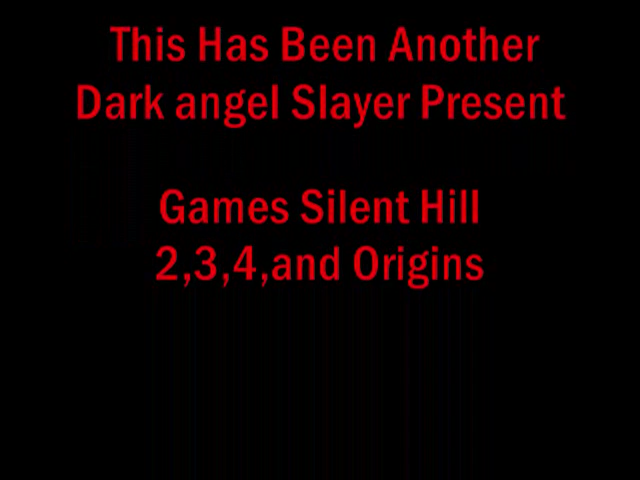 This Has Been Another
Dark angel Slayer Present
Games Silent Hill
2,3,4,and Origins